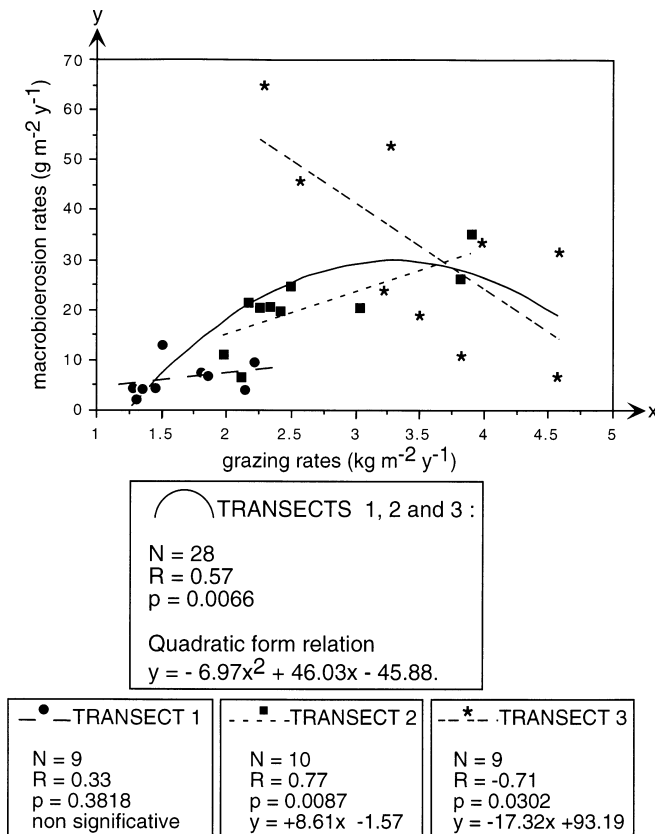 y
70
60
50
40
30
20
10
0
macrobioerosion rates (g m-2 y-1)
1 1.5 2 2.5 3 3.5 4 4.5 5
x
grazing rates (kg m-2 y-1)
TRANSECTS 1, 2 and 3 :
N = 28
R = 0.57
p = 0.0066
Quadratic form relation
y = - 6.97x2 + 46.03x - 45.88.
TRANSECT 1
N = 9
R = 0.33
p = 0.3818
non significative
TRANSECT 2
N = 10
R = 0.77
p = 0.0087
y = +8.61x -1.57
TRANSECT 3
N = 9
R = -0.71
p = 0.0302
y = -17.32x +93.19